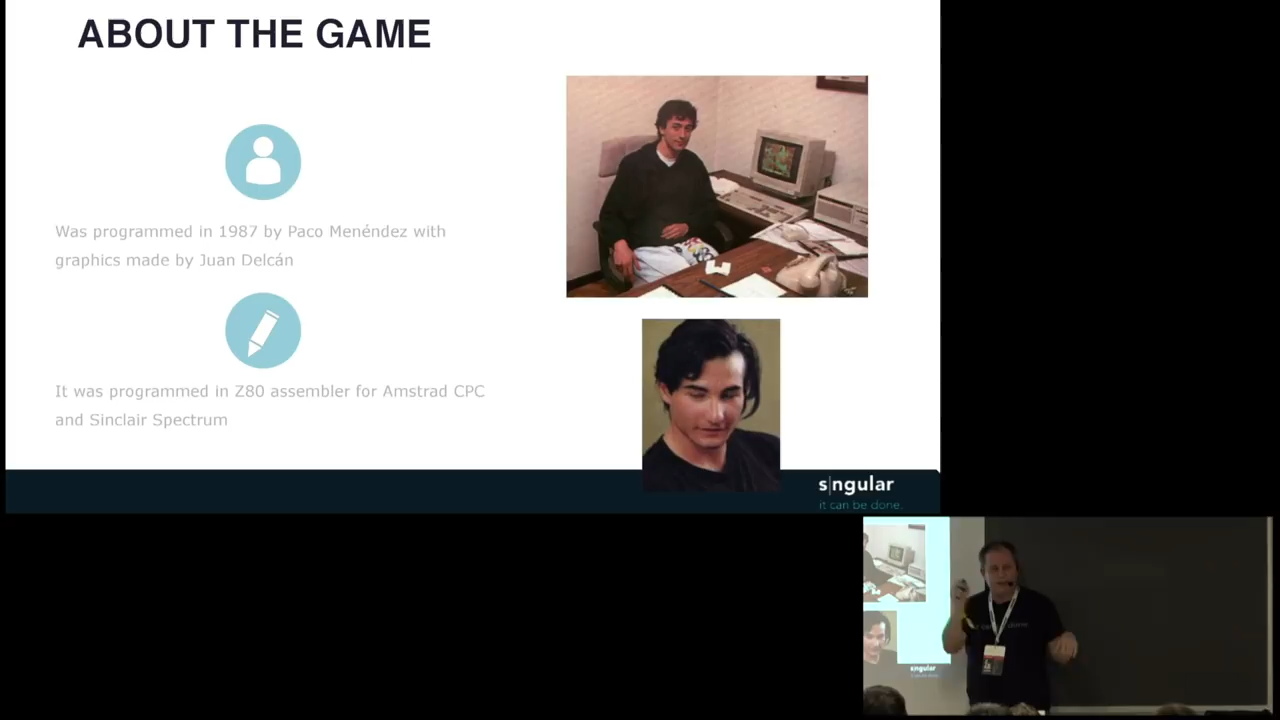 ABOUT THE GAME
Was programmed in 1987 by Paco Menéndez with
graphics made by Juan Delcán
It was programmed in Z80 assembler for Amstrad CPC
and Sinclair Spectrum
s|ngular
it can be done.
s|ngular